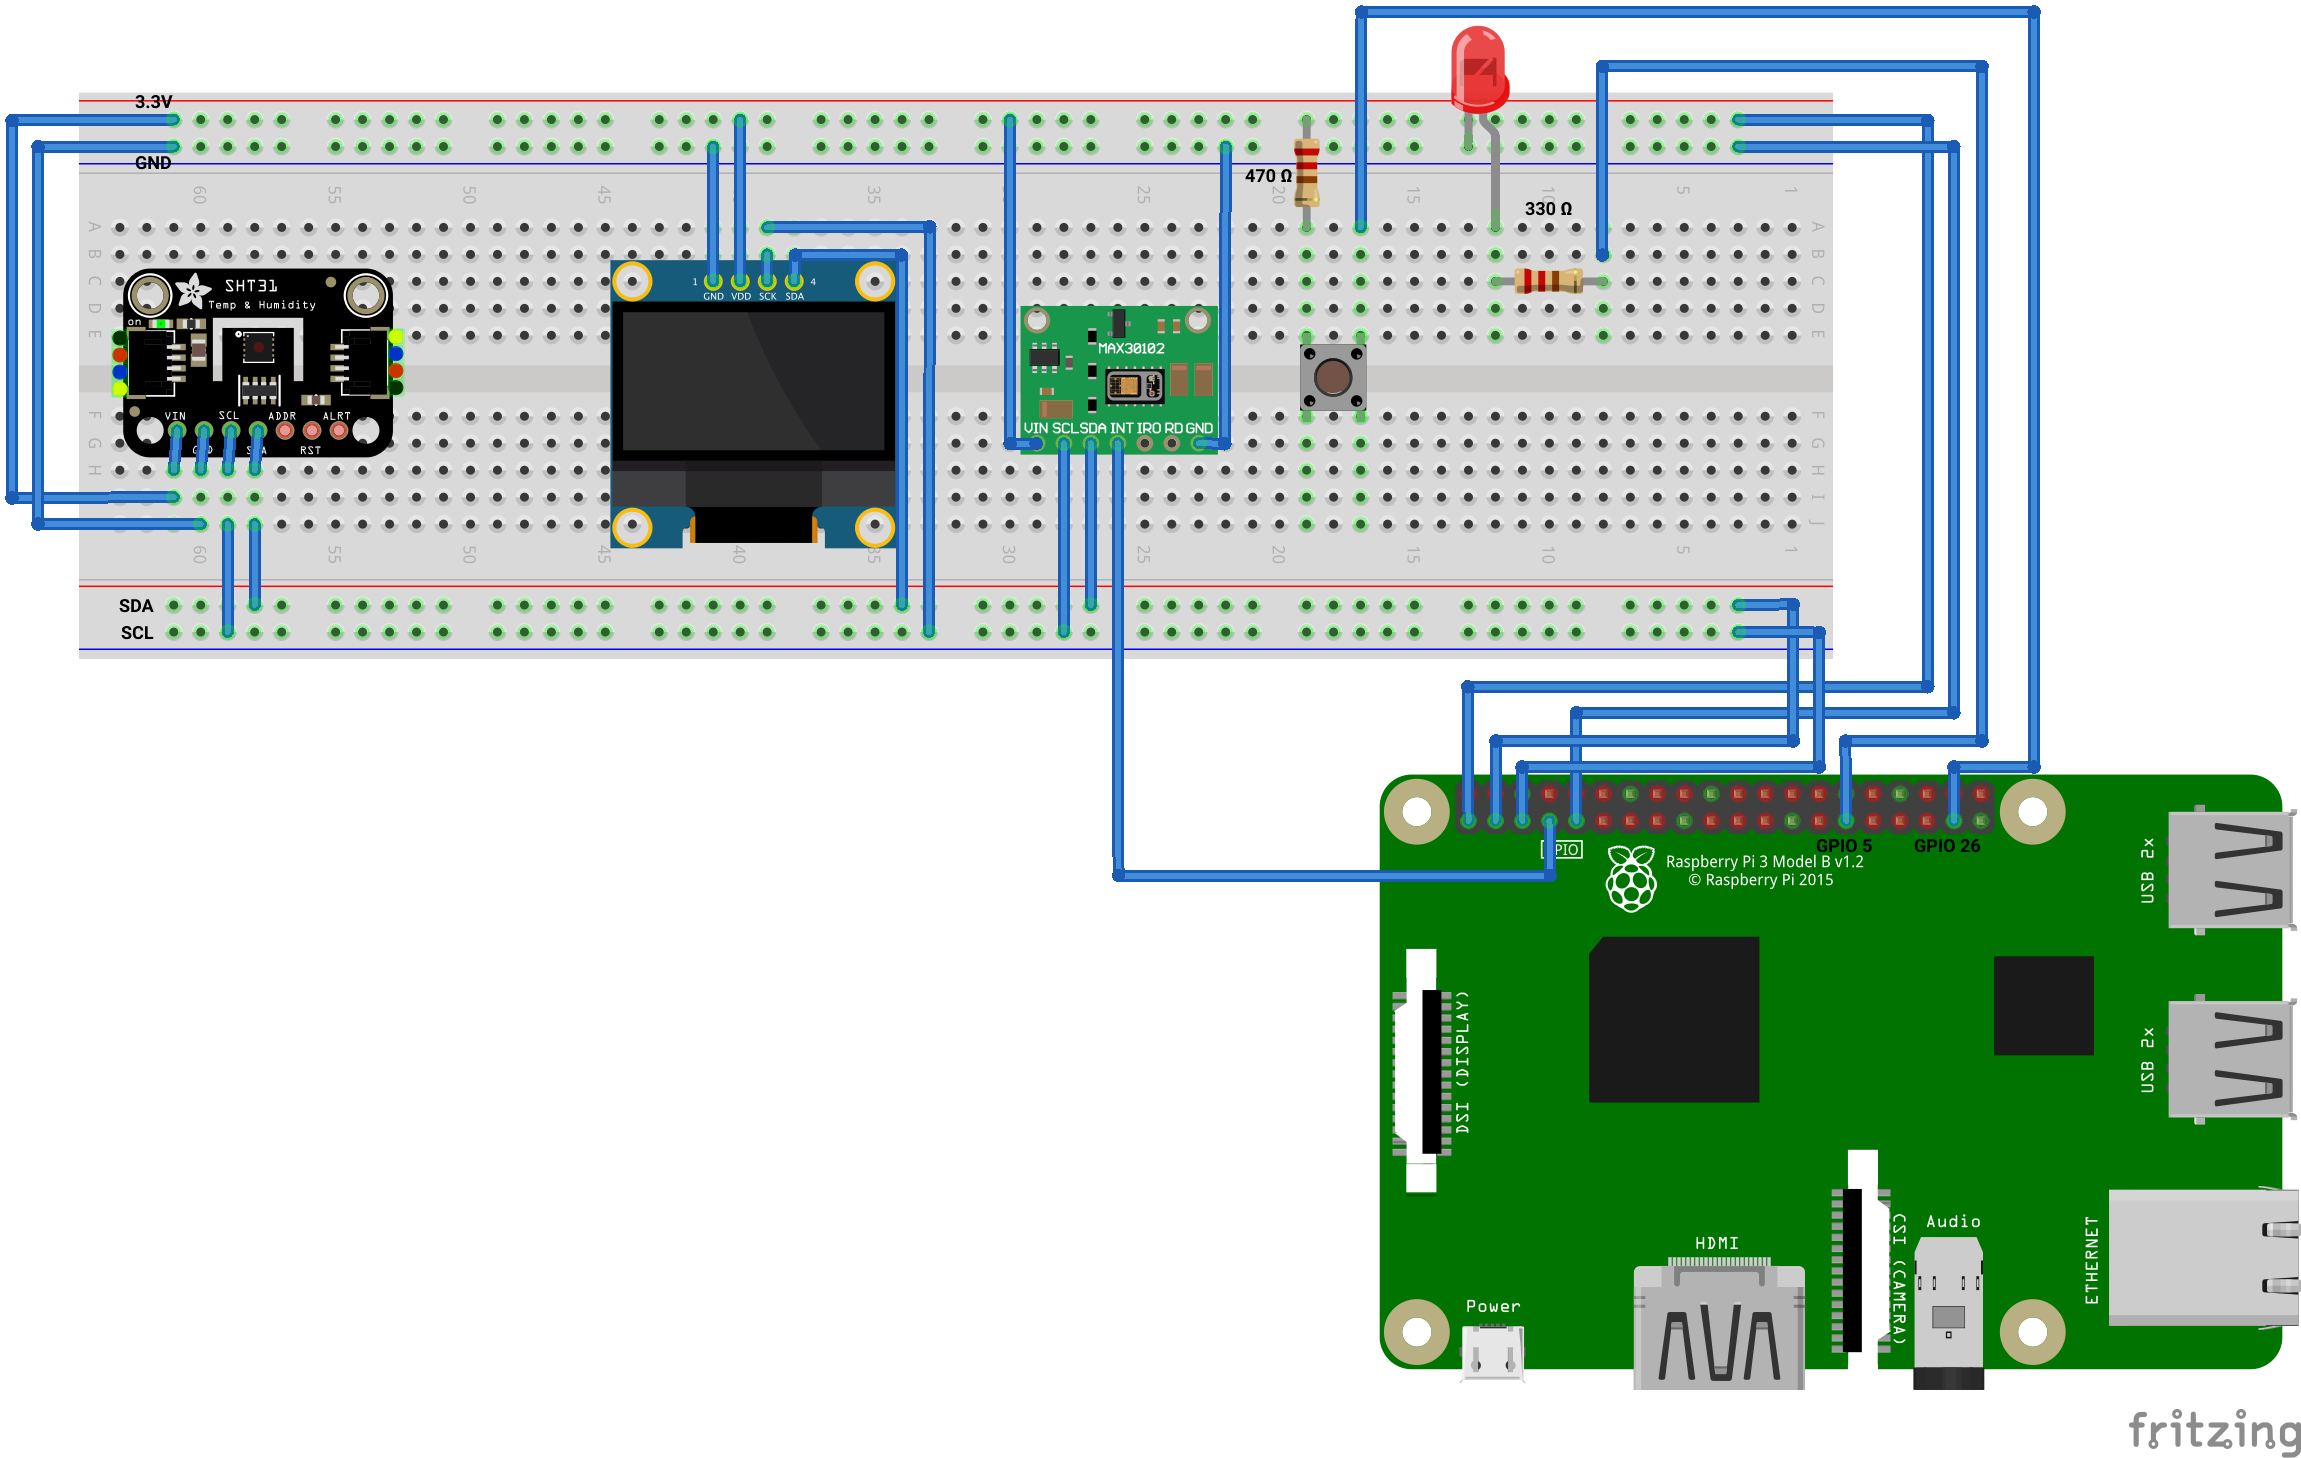 3.3V
GND
60 55 50 45 35 25 20 15 10 5 1
470 Ω
330 Ω
A A
B B
C C
D D
E E
SHT31
Temp & Humidity
on
VIN SCL ADDR ALRT
RST
1 GND VDD SCK SDA 4
MAX30102
VIN SCL SDA INT IRO RD GND
F F
G G
H H
I
J
60 55 50 45 40 35 30 25 20 15 10 5 1
SDA
SCL
GPIO 5 GPIO 26
Raspberry Pi 3 Model B v1.2
© Raspberry Pi 2015
USB 2x
DSI (DISPLAY)
USB 2x
HDMI
CSI (CAMERA)
Audio
ETHERNET
Power
fritzing